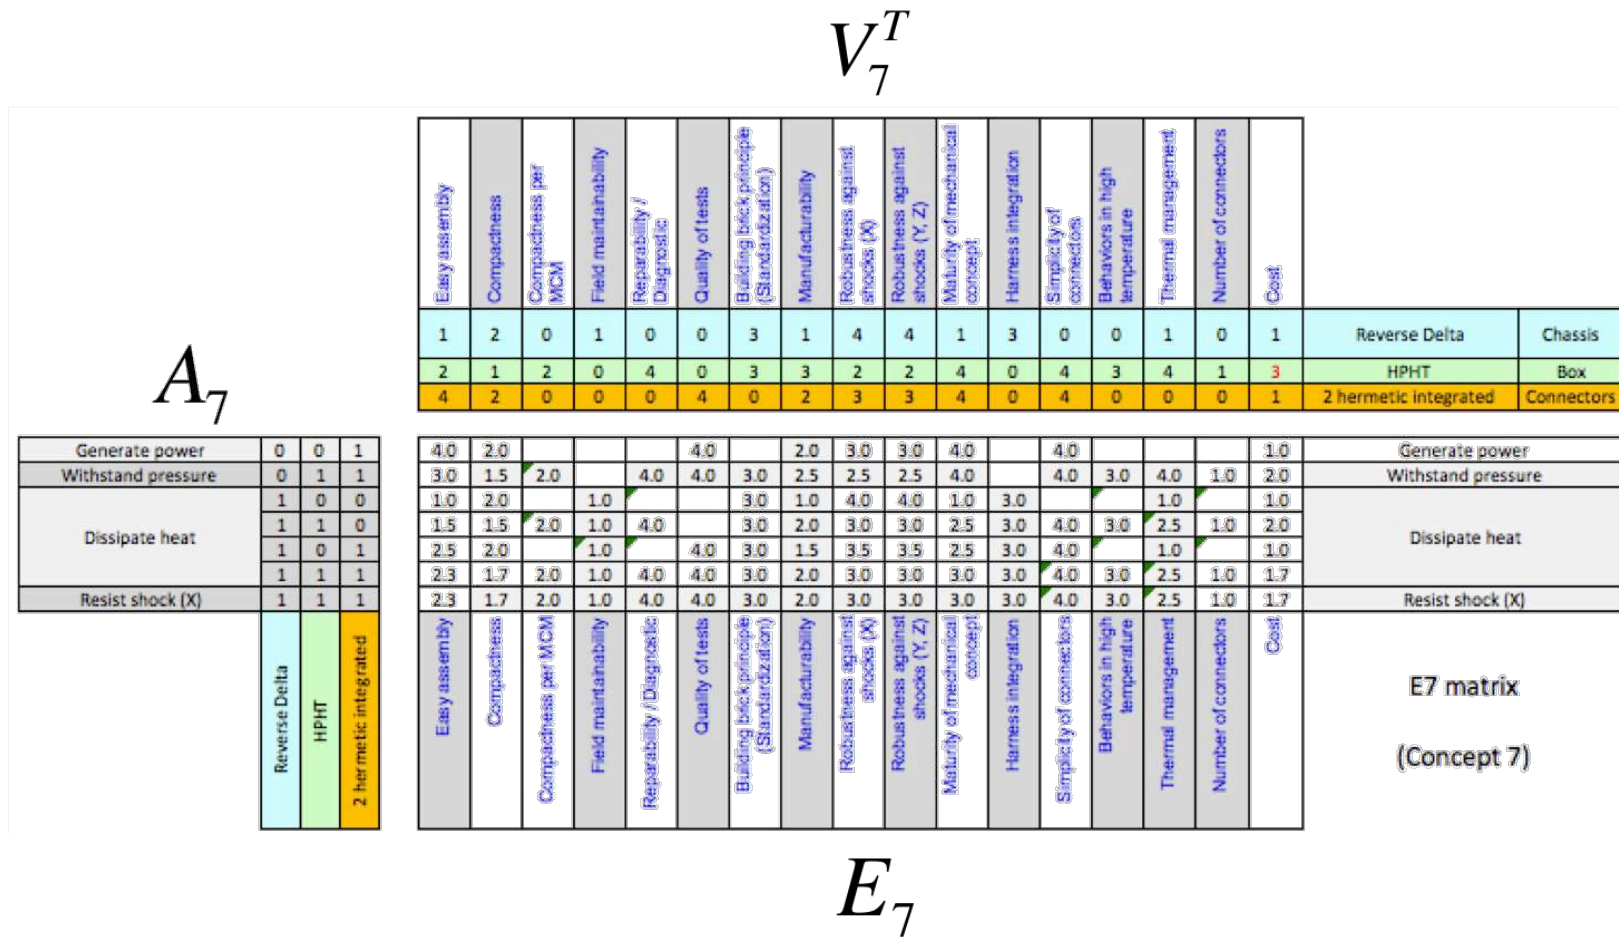 V_7^T
Easy assembly
Compactness
Compactness per
MCM
Field maintainability
Reparability /
Diagnostic
Quality of tests
Building brick principle
(Standardization)
Manufacturability
Robustness against
shocks (X)
Robustness against
shocks (Y, Z)
Maturity of mechanical
concept
Harness integration
Simplicity of
connectors
Behaviors in high
temperature
Thermal management
Number of connectors
Cost
1 2 0 1 0 0 3 1 4 4 1 3 0 0 1 0 1 Reverse Delta Chassis
2 1 2 0 4 0 3 3 2 2 4 0 4 3 4 1 3 HPHT Box
4 2 0 0 0 4 0 2 3 3 4 0 4 0 0 0 1 2 hermetic integrated Connectors
A_7
Generate power 0 0 1 4.0 2.0 4.0 2.0 3.0 3.0 4.0 4.0 1.0 Generate power
Withstand pressure 0 1 1 3.0 1.5 2.0 4.0 4.0 3.0 2.5 2.5 2.5 4.0 4.0 3.0 4.0 1.0 2.0 Withstand pressure
1 0 0 1.0 2.0 1.0 3.0 1.0 4.0 4.0 1.0 3.0 1.0 1.0
Dissipate heat 1 1 0 1.5 1.5 2.0 1.0 4.0 3.0 2.0 3.0 3.0 2.5 3.0 4.0 3.0 2.5 1.0 2.0 Dissipate heat
1 0 1 2.5 2.0 1.0 4.0 3.0 1.5 3.5 3.5 2.5 3.0 4.0 1.0 1.0
1 1 1 2.3 1.7 2.0 1.0 4.0 4.0 3.0 2.0 3.0 3.0 3.0 3.0 4.0 3.0 2.5 1.0 1.7
Resist shock (X) 1 1 1 2.3 1.7 2.0 1.0 4.0 4.0 3.0 2.0 3.0 3.0 3.0 3.0 4.0 3.0 2.5 1.0 1.7 Resist shock (X)
Reverse Delta
HPHT
2 hermetic integrated
Easy assembly
Compactness
Compactness per MCM
Field maintainability
Reparability / Diagnostic
Quality of tests
Building brick principle
(Standardization)
Manufacturability
Robustness against
shocks (X)
Robustness against
shocks (Y, Z)
Maturity of mechanical
concept
Harness integration
Simplicity of connectors
Behaviors in high
temperature
Thermal management
Number of connectors
Cost
E7 matrix
(Concept 7)
E_7